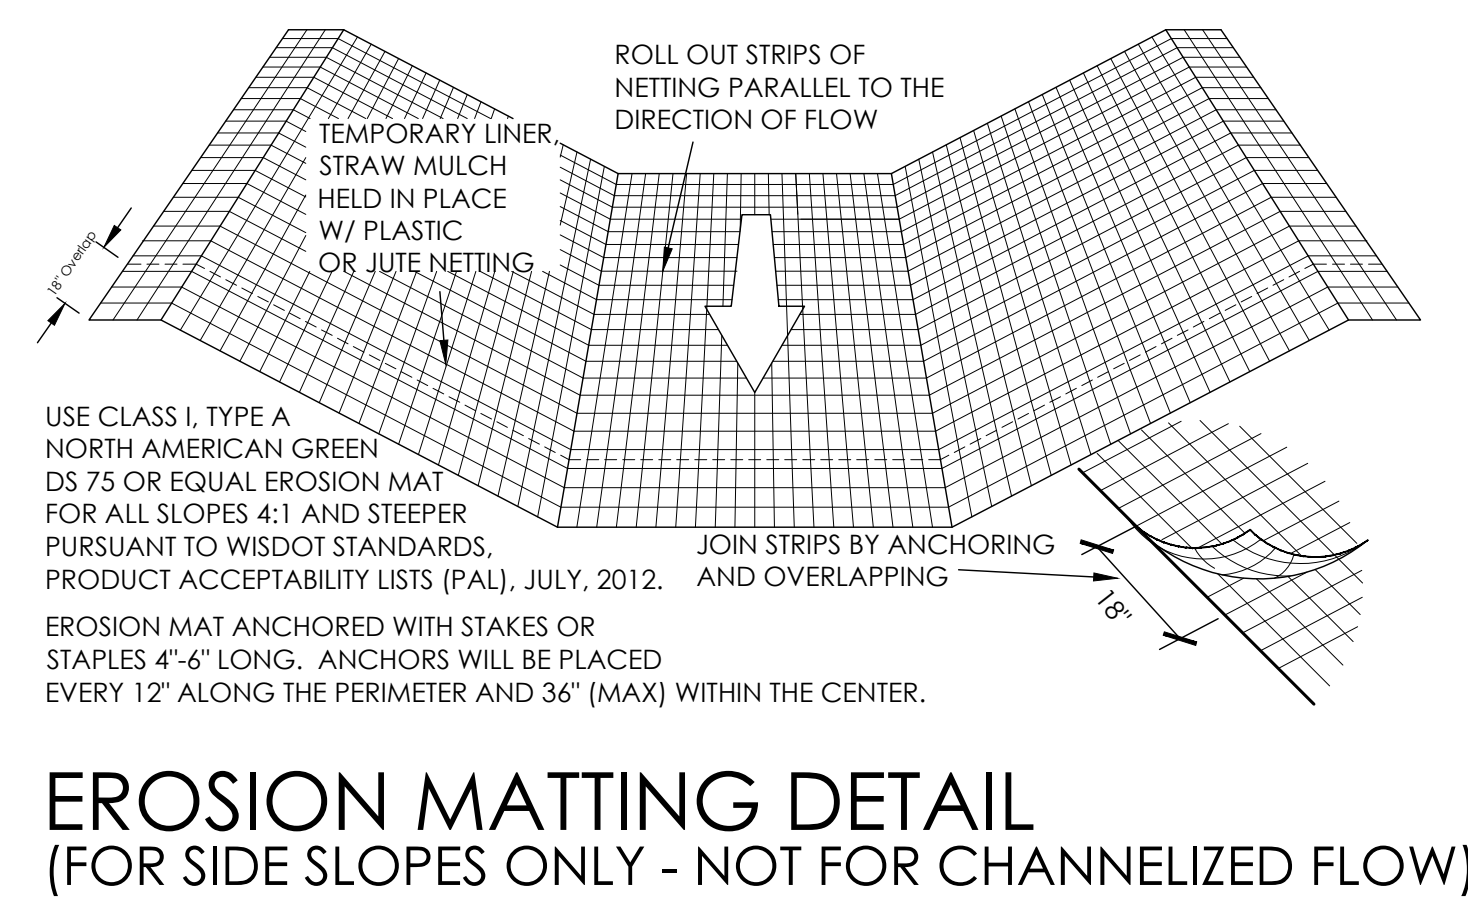 ROLL OUT STRIPS OF
NETTING PARALLEL TO THE
DIRECTION OF FLOW
TEMPORARY LINER,
STRAW MULCH
HELD IN PLACE
W/ PLASTIC
OR JUTE NETTING
18" Overlap
USE CLASS I, TYPE A
NORTH AMERICAN GREEN
DS 75 OR EQUAL EROSION MAT
FOR ALL SLOPES 4:1 AND STEEPER
PURSUANT TO WISDOT STANDARDS,
PRODUCT ACCEPTABILITY LISTS (PAL), JULY, 2012.
JOIN STRIPS BY ANCHORING
AND OVERLAPPING
18"
EROSION MAT ANCHORED WITH STAKES OR
STAPLES 4"-6" LONG.  ANCHORS WILL BE PLACED
EVERY 12" ALONG THE PERIMETER AND 36" (MAX) WITHIN THE CENTER.
EROSION MATTING DETAIL
(FOR SIDE SLOPES ONLY - NOT FOR CHANNELIZED FLOW)